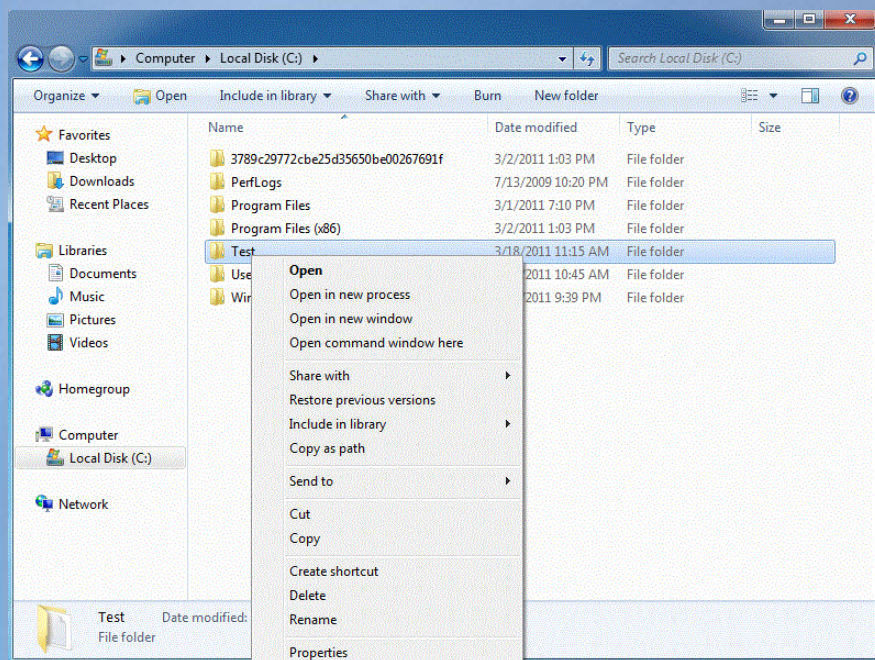 Computer Local Disk (C:) Search Local Disk (C:)
Organize Open Include in library Share with Burn New folder
Favorites
Desktop
Downloads
Recent Places
Libraries
Documents
Music
Pictures
Videos
Homegroup
Computer
Local Disk (C:)
Network
Name Date modified Type Size
3789c29772cbe25d35650be00267691f 3/2/2011 1:03 PM File folder
PerfLogs 7/13/2009 10:20 PM File folder
Program Files 3/1/2011 7:10 PM File folder
Program Files (x86) 3/2/2011 1:03 PM File folder
Test 3/18/2011 11:15 AM File folder
Use 2011 10:45 AM File folder
Wir 2011 9:39 PM File folder
Open
Open in new process
Open in new window
Open command window here
Share with
Restore previous versions
Include in library
Copy as path
Send to
Cut
Copy
Create shortcut
Delete
Rename
Properties
Test Date modified:
File folder